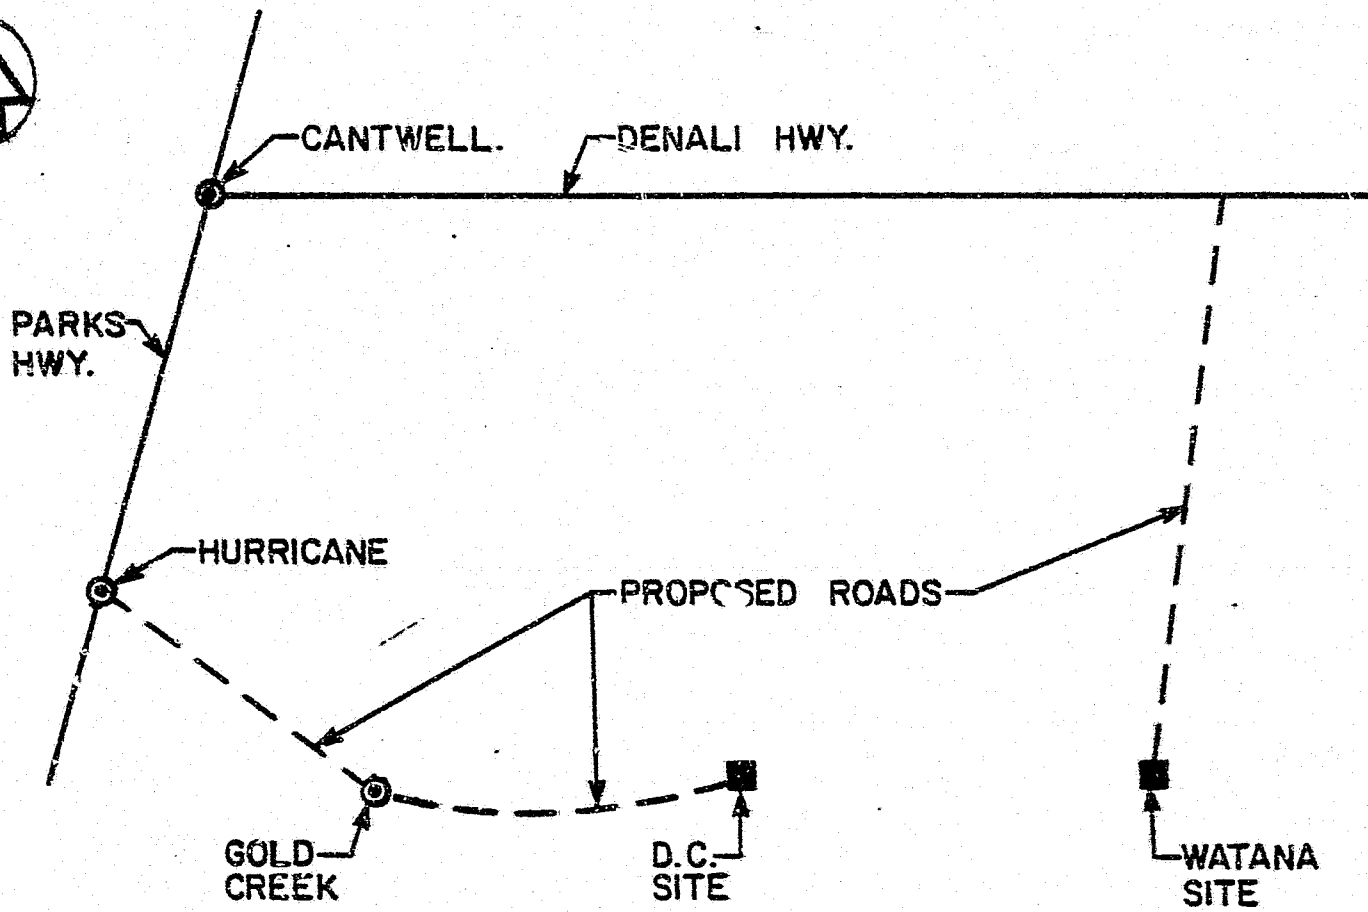 CANTWELL.
DENALI HWY.
PARKS
HWY.
HURRICANE
PROPOSED ROADS
GOLD
CREEK
D.C.
SITE
WATANA
SITE